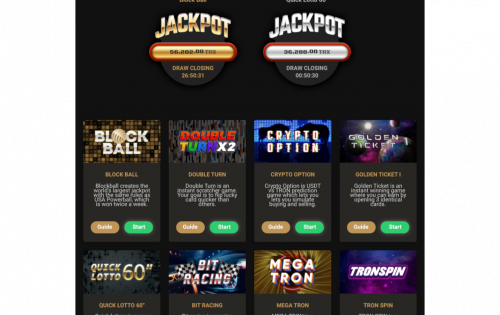 Block Ball
Quick Lotto 60"
JACKPOT
JACKPOT
56,282.00 TRX
36,288.00 TRX
DRAW CLOSING
26:50:31
DRAW CLOSING
00:50:30
BLOCK BALL
DOUBLE TURN X2
CRYPTO OPTION
GOLDEN TICKET
BLOCK BALL
DOUBLE TURN
CRYPTO OPTION
GOLDEN TICKET I
Blockball creates the
world's largest jackpot
with the same rules as
USA Powerball, which
is won twice a week.
Double Turn is an
instant scratchy game.
Your goal is to be lucky
card quicker than
others.
Crypto Option is USDT
vs TRON prediction
game which lets you
lets you simulate
buying and selling.
Golden Ticket is an
instant winning game
where you can earn by
opening 3 identical
cards.
Guide
Start
Guide
Start
Guide
Start
Guide
Start
QUICK LOTTO 60"
BIT RACING
MEGA TRON
TRONSPIN
QUICK LOTTO 60"
BIT RACING
MEGA TRON
TRON SPIN